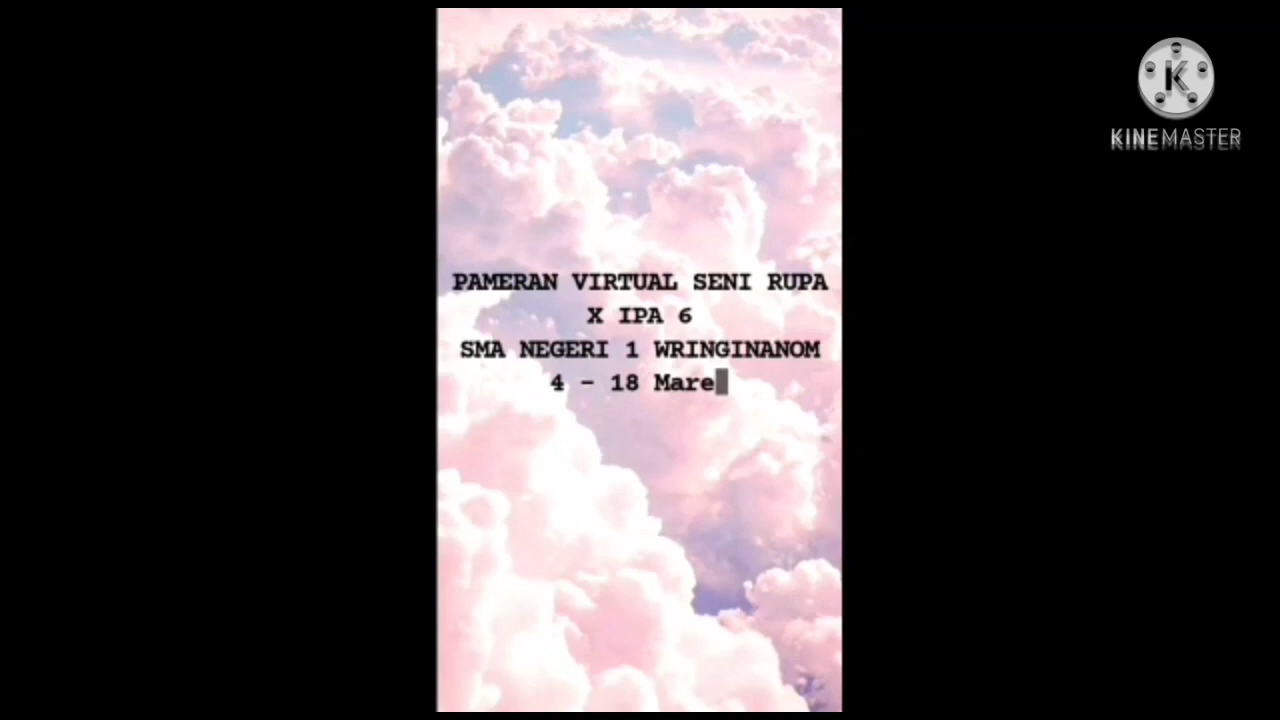 PAMERAN VIRTUAL SENI RUPA
X IPA 6
SMA NEGERI 1 WRINGINANOM
4 - 18 Mare
K
KINEMASTER